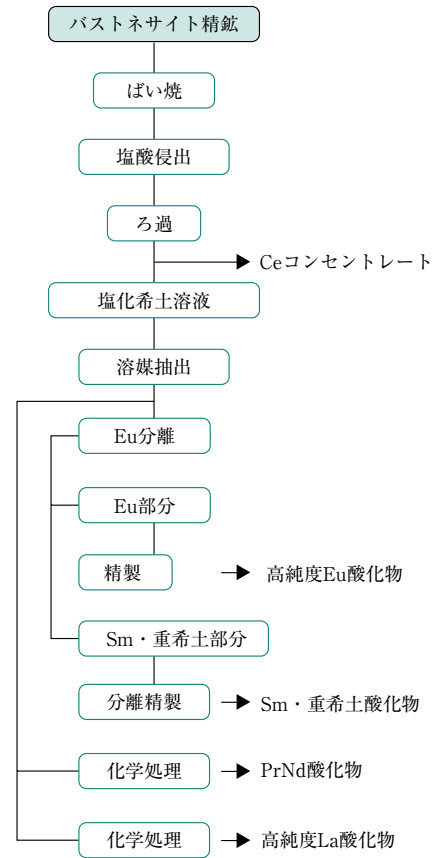 バストネサイト精鉱
ばい焼
塩酸侵出
ろ過
Ceコンセントレート
塩化希土溶液
溶媒抽出
Eu分離
Eu部分
精製
高純度Eu酸化物
Sm・重希土部分
分離精製
Sm・重希土酸化物
化学処理
PrNd酸化物
化学処理
高純度La酸化物